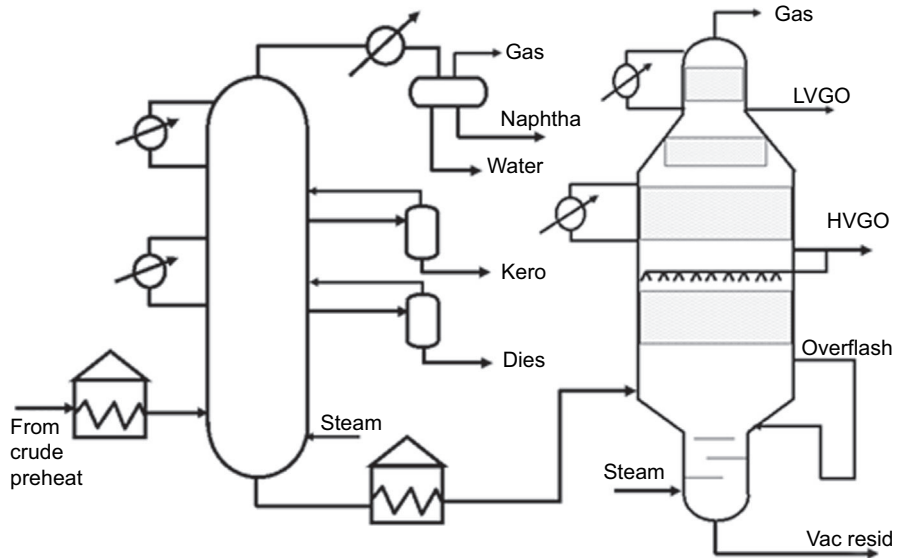 Gas
Naphtha
Water
Kero
Dies
Steam
From
crude
preheat
Gas
LVGO
HVGO
Overflash
Steam
Vac resid